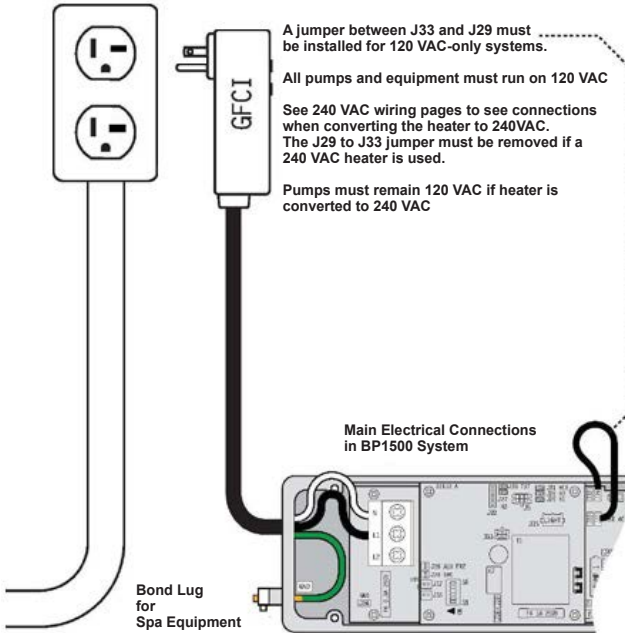 A jumper between J33 and J29 must
be installed for 120 VAC-only systems.
All pumps and equipment must run on 120 VAC
See 240 VAC wiring pages to see connections
when converting the heater to 240VAC.
The J29 to J33 jumper must be removed if a
240 VAC heater is used.
Pumps must remain 120 VAC if heater is
converted to 240 VAC
GFCI
Main Electrical Connections
in BP1500 System
N
L1
L2
Bond Lug
for
Spa Equipment